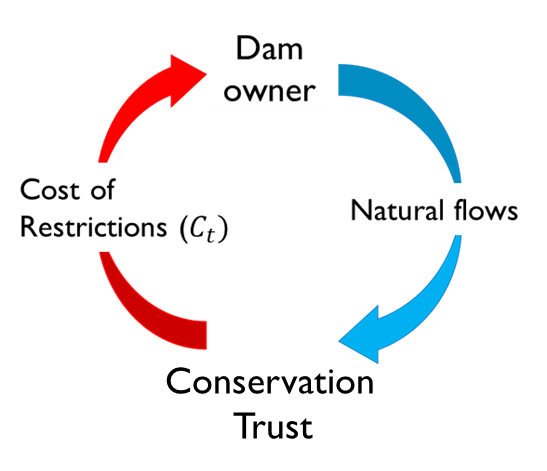 Dam
owner
Cost of
Restrictions (Cₜ)
Natural flows
Conservation
Trust